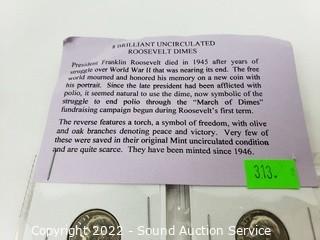 8 BRILLIANT UNCIRCULATED
ROOSEVELT DIMES
President Franklin Roosevelt died in 1945 after years of
struggle over World War II that was nearing its end. The free
world mourned and honored his memory on a new coin with
his portrait. Since the late president had been afflicted with
polio, it seemed natural to use the dime, now symbolic of the
struggle to end polio through the "March of Dimes"
fundraising campaign begun during Roosevelt's first term.
The reverse features a torch, a symbol of freedom, with olive
and oak branches denoting peace and victory. Very few of
these were saved in their original Mint uncirculated condition
and are quite scarce. They have been minted since 1946.
313.
Copyright 2022 - Sound Auction Service